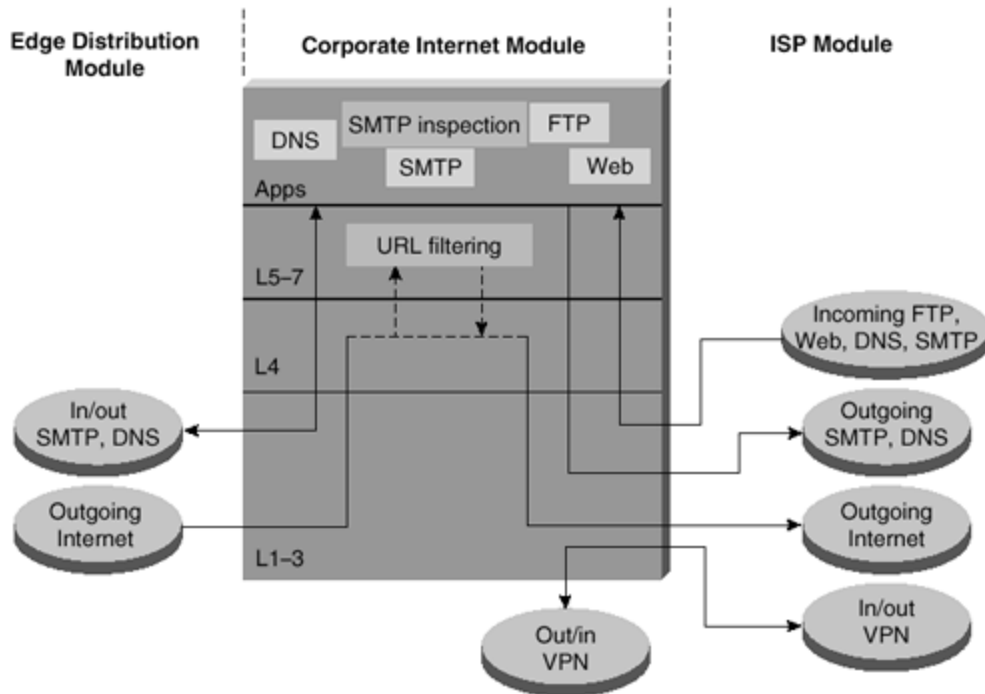 Edge Distribution
Module
Corporate Internet Module
ISP Module
DNS
SMTP inspection
FTP
SMTP
Web
Apps
URL filtering
L5–7
L4
L1–3
In/out
SMTP, DNS
Outgoing
Internet
Incoming FTP,
Web, DNS, SMTP
Outgoing
SMTP, DNS
Outgoing
Internet
In/out
VPN
Out/in
VPN